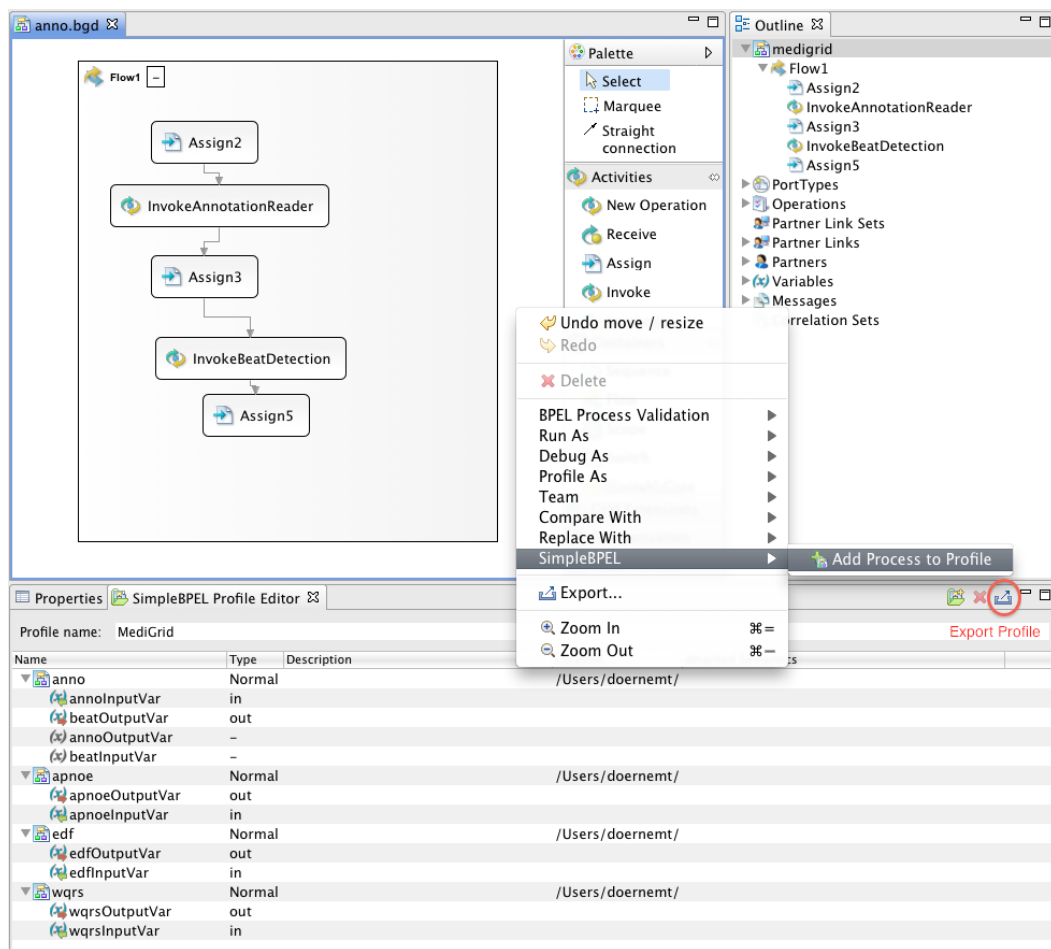 anno.bgd
Flow1
Assign2
InvokeAnnotationReader
Assign3
InvokeBeatDetection
Assign5
Palette
Select
Marquee
Straight
connection
Activities
New Operation
Receive
Assign
Invoke
Outline
medigrid
Flow1
Assign2
InvokeAnnotationReader
Assign3
InvokeBeatDetection
Assign5
PortTypes
Operations
Partner Link Sets
Partner Links
Partners
Variables
Messages
orrelation Sets
Undo move / resize
Redo
Delete
BPEL Process Validation
Run As
Debug As
Profile As
Team
Compare With
Replace With
SimpleBPEL
Add Process to Profile
Export...
Zoom In ⌘=
Zoom Out ⌘−
Properties
SimpleBPEL Profile Editor
Export Profile
Profile name: MediGrid
Name Type Description
anno Normal /Users/doernemt/
annoInputVar in
beatOutputVar out
annoOutputVar –
beatInputVar –
apnoe Normal /Users/doernemt/
apnoeOutputVar out
apnoeInputVar in
edf Normal /Users/doernemt/
edfOutputVar out
edfInputVar in
wqrs Normal /Users/doernemt/
wqrsOutputVar out
wqrsInputVar in